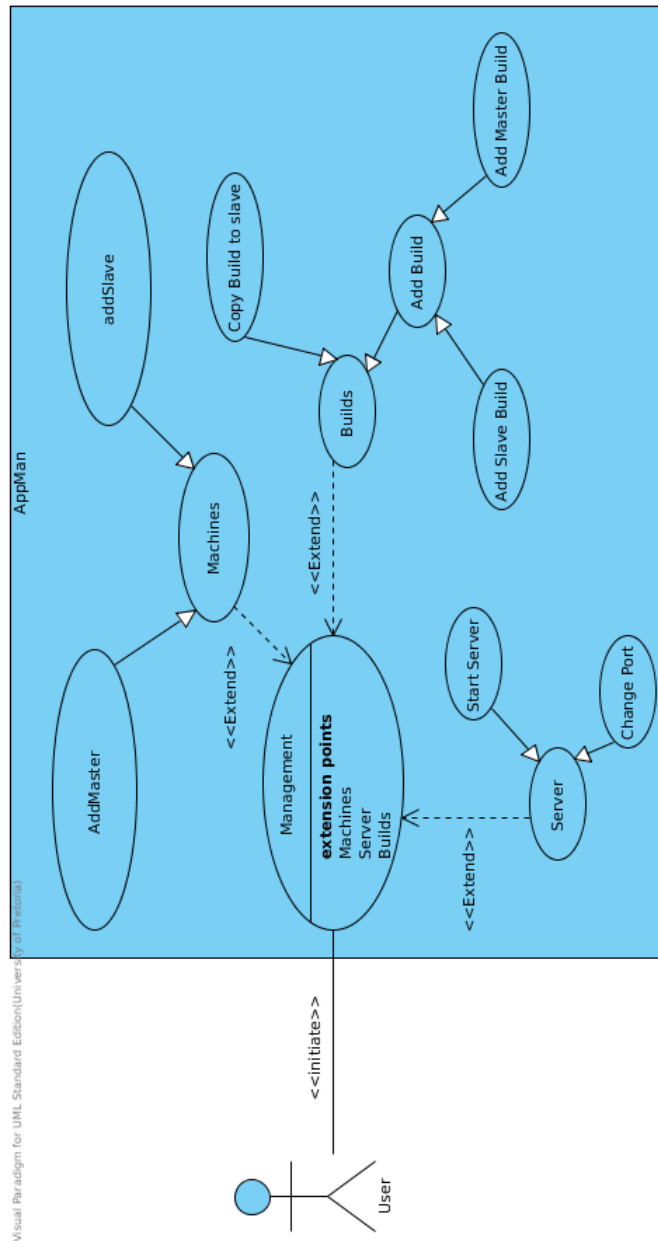 Visual Paradigm for UML Standard Edition(University of Pretoria)
AppMan
AddMaster
addSlave
Machines
Copy Build to slave
<<Extend>>
Management
extension points
Machines
Server
Builds
<<initiate>>
User
<<Extend>>
Builds
Add Build
Add Master Build
Add Slave Build
<<Extend>>
Start Server
Server
Change Port